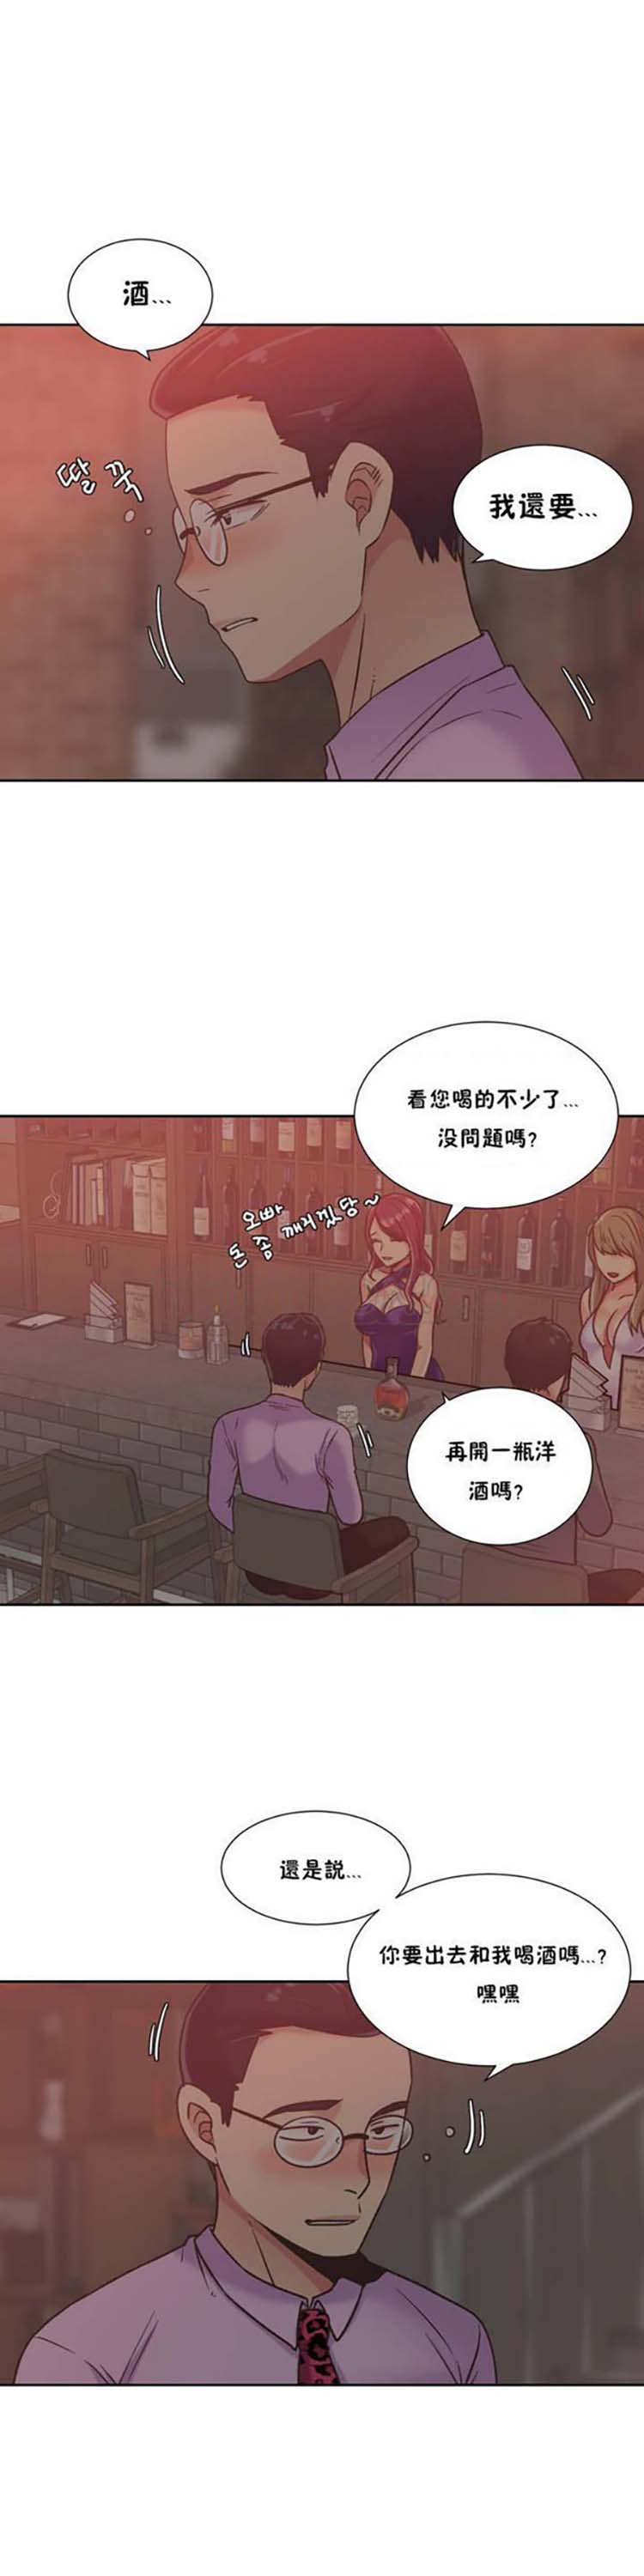 酒...
딸꾹
我還要...
看您喝的不少了...
没問題嗎?
오빠
돈 좀 깨지겠당~
再開一瓶洋
酒嗎?
還是説...
你要出去和我喝酒嗎...?
嘿嘿